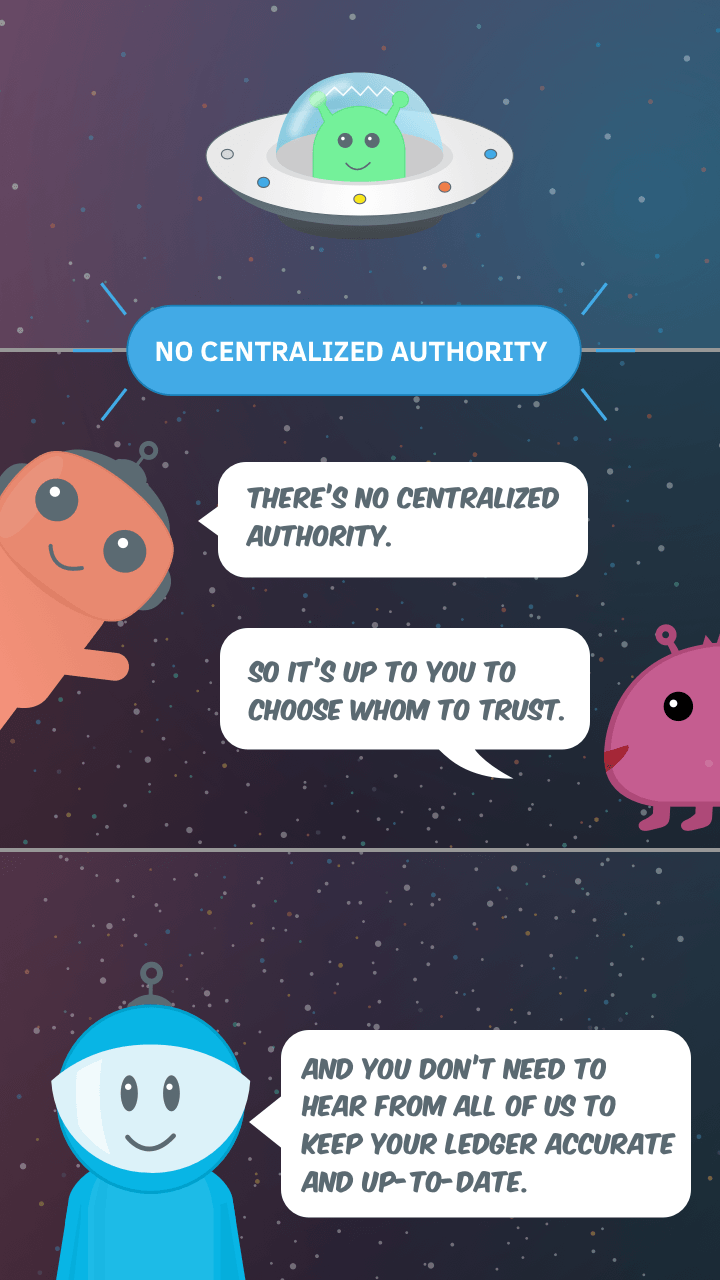 NO CENTRALIZED AUTHORITY
THERE'S NO CENTRALIZED
AUTHORITY.
SO IT'S UP TO YOU TO
CHOOSE WHOM TO TRUST.
AND YOU DON'T NEED TO
HEAR FROM ALL OF US TO
KEEP YOUR LEDGER ACCURATE
AND UP-TO-DATE.